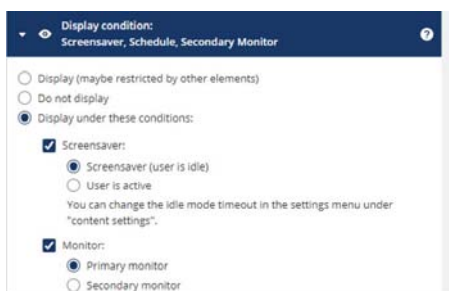 Display condition:
Screensaver, Schedule, Secondary Monitor
?
Display (maybe restricted by other elements)
Do not display
Display under these conditions:
Screensaver:
Screensaver (user is idle)
User is active
You can change the idle mode timeout in the settings menu under
"content settings".
Monitor:
Primary monitor
Secondary monitor